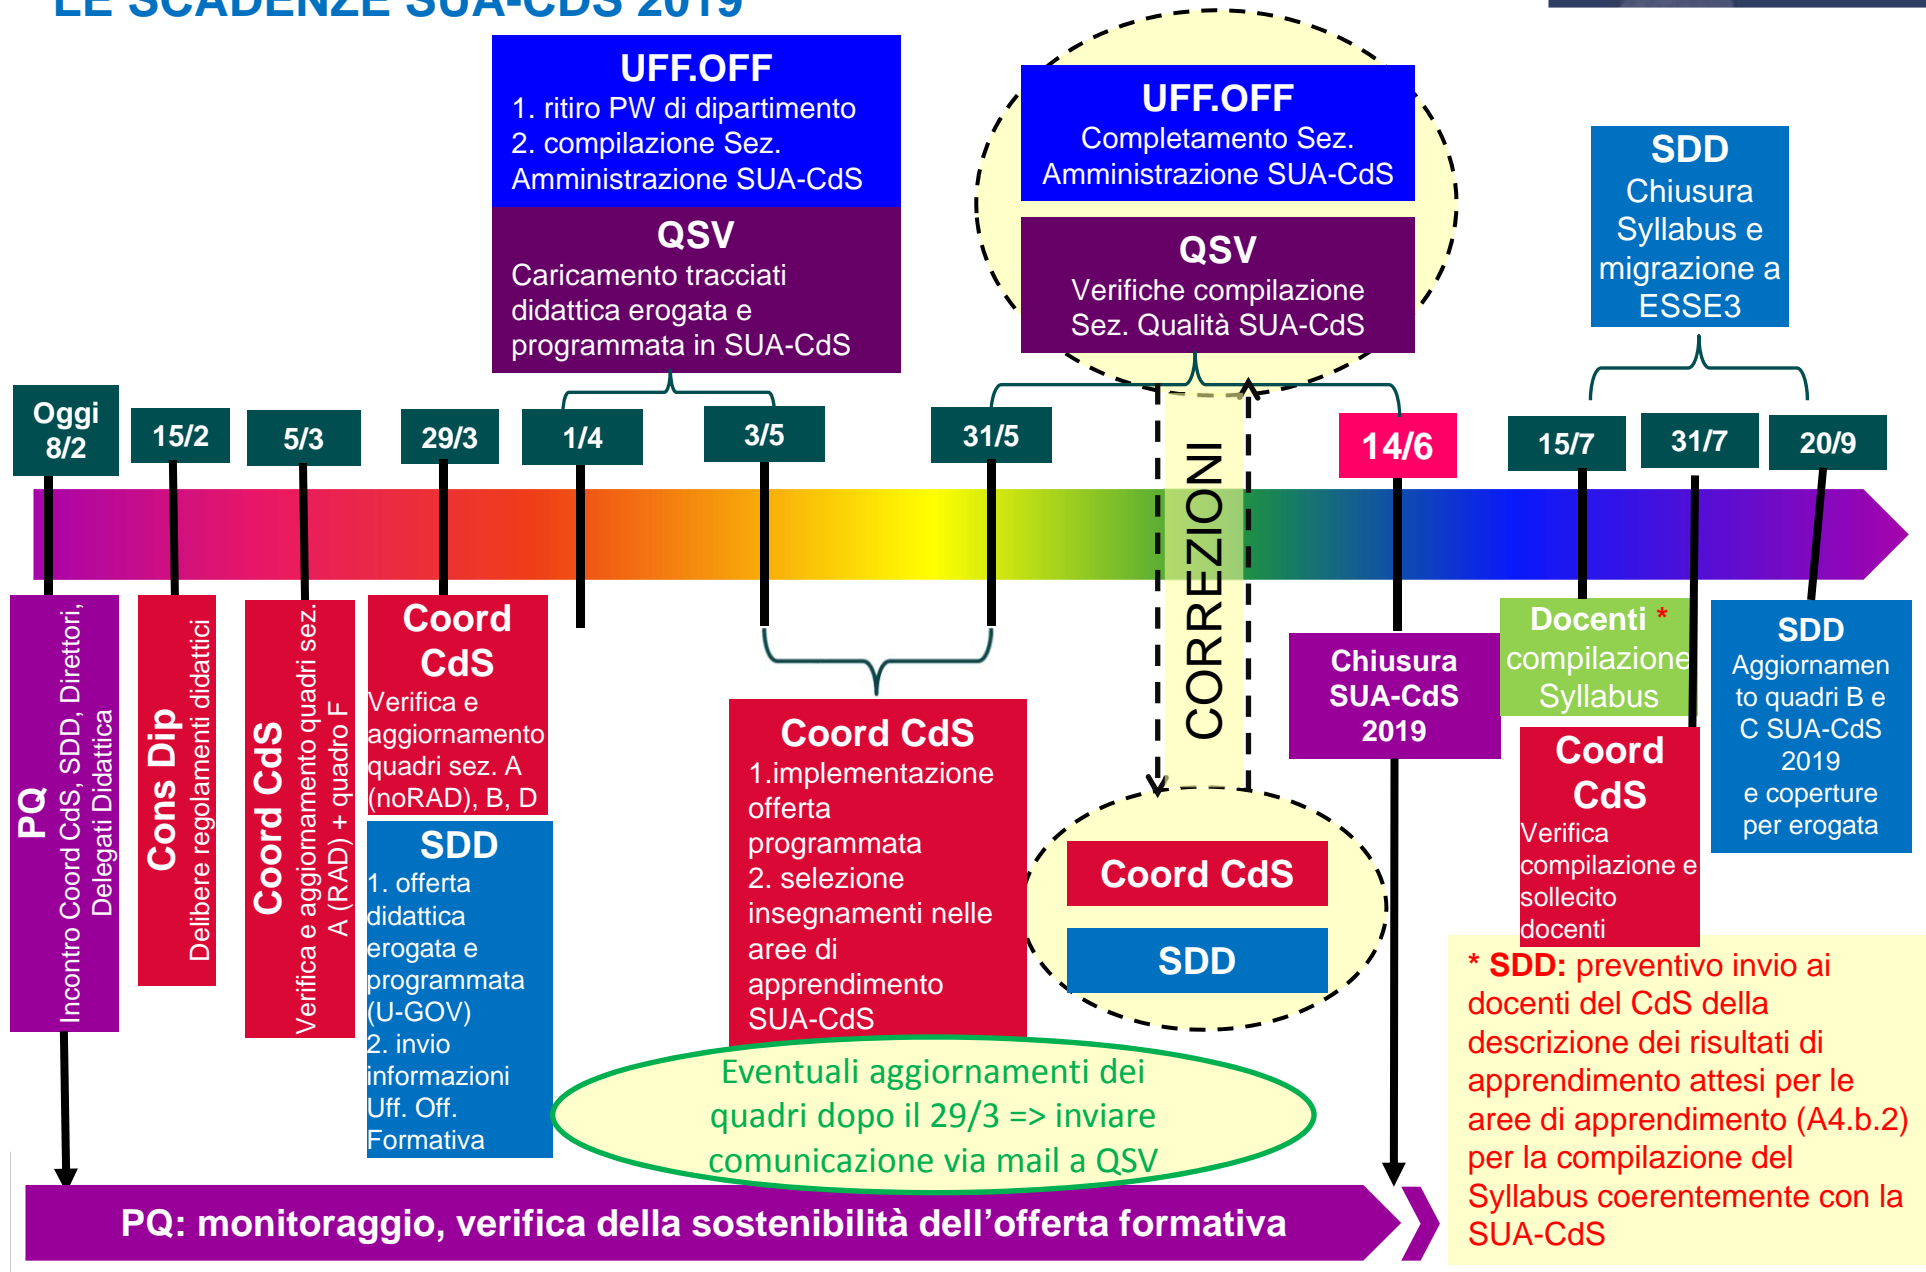 LE SCADENZE SUA-CDS 2019
UFF.OFF
1. ritiro PW di dipartimento
2. compilazione Sez.
Amministrazione SUA-CdS
QSV
Caricamento tracciati
didattica erogata e
programmata in SUA-CdS
UFF.OFF
Completamento Sez.
Amministrazione SUA-CdS
QSV
Verifiche compilazione
Sez. Qualità SUA-CdS
SDD
Chiusura
Syllabus e
migrazione a
ESSE3
Oggi
8/2
15/2
5/3
29/3
1/4
3/5
31/5
14/6
15/7
31/7
20/9
CORREZIONI
PQ
Incontro Coord CdS, SDD, Direttori,
Delegati Didattica
Cons Dip
Delibere regolamenti didattici
Coord CdS
Verifica e aggiornamento quadri sez.
A (RAD) + quadro F
Coord
CdS
Verifica e
aggiornamento
quadri sez. A
(noRAD), B, D
SDD
1. offerta
didattica
erogata e
programmata
(U-GOV)
2. invio
informazioni
Uff. Off.
Formativa
Coord CdS
1.implementazione
offerta
programmata
2. selezione
insegnamenti nelle
aree di
apprendimento
SUA-CdS
Coord CdS
SDD
Chiusura
SUA-CdS
2019
Docenti *
compilazione
Syllabus
Coord
CdS
Verifica
compilazione e
sollecito
docenti
SDD
Aggiornamen
to quadri B e
C SUA-CdS
2019
e coperture
per erogata
Eventuali aggiornamenti dei
quadri dopo il 29/3 => inviare
comunicazione via mail a QSV
* SDD: preventivo invio ai
docenti del CdS della
descrizione dei risultati di
apprendimento attesi per le
aree di apprendimento (A4.b.2)
per la compilazione del
Syllabus coerentemente con la
SUA-CdS
PQ: monitoraggio, verifica della sostenibilità dell’offerta formativa